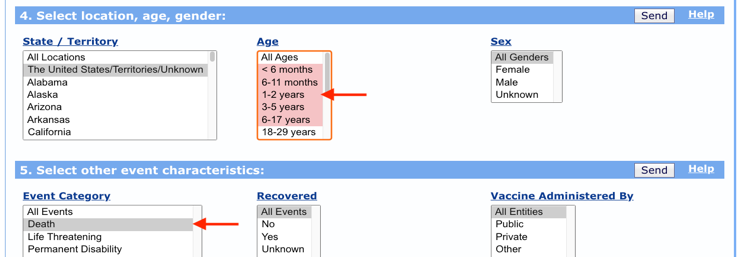 4. Select location, age, gender:
Send
Help
State / Territory
All Locations
The United States/Territories/Unknown
Alabama
Alaska
Arizona
Arkansas
California
Age
All Ages
< 6 months
6-11 months
1-2 years
3-5 years
6-17 years
18-29 years
Sex
All Genders
Female
Male
Unknown
5. Select other event characteristics:
Send
Help
Event Category
All Events
Death
Life Threatening
Permanent Disability
Recovered
All Events
No
Yes
Unknown
Vaccine Administered By
All Entities
Public
Private
Other